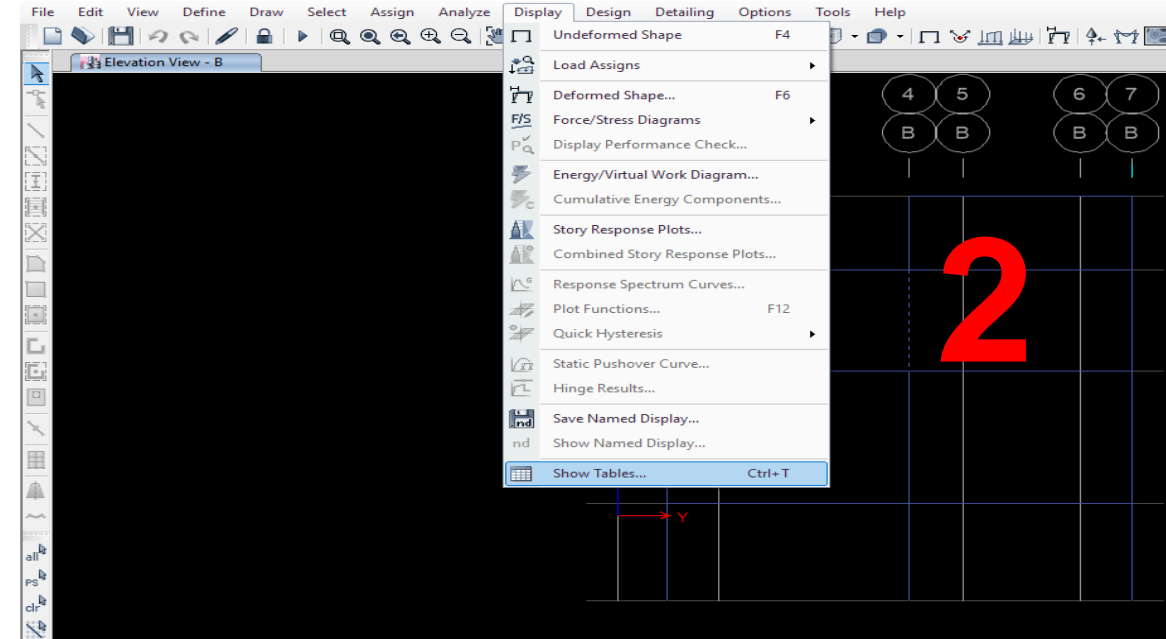 File Edit View Define Draw Select Assign Analyze Display Design Detailing Options Tools Help
Elevation View - B
Undeformed Shape F4
Load Assigns
Deformed Shape... F6
F/S Force/Stress Diagrams
Display Performance Check...
Energy/Virtual Work Diagram...
Cumulative Energy Components...
Story Response Plots...
Combined Story Response Plots...
Response Spectrum Curves...
Plot Functions... F12
Quick Hysteresis
Static Pushover Curve...
Hinge Results...
nd Save Named Display...
nd Show Named Display...
Show Tables... Ctrl+T
4 5 6 7
B B B B
2
Y
all
PS
clr